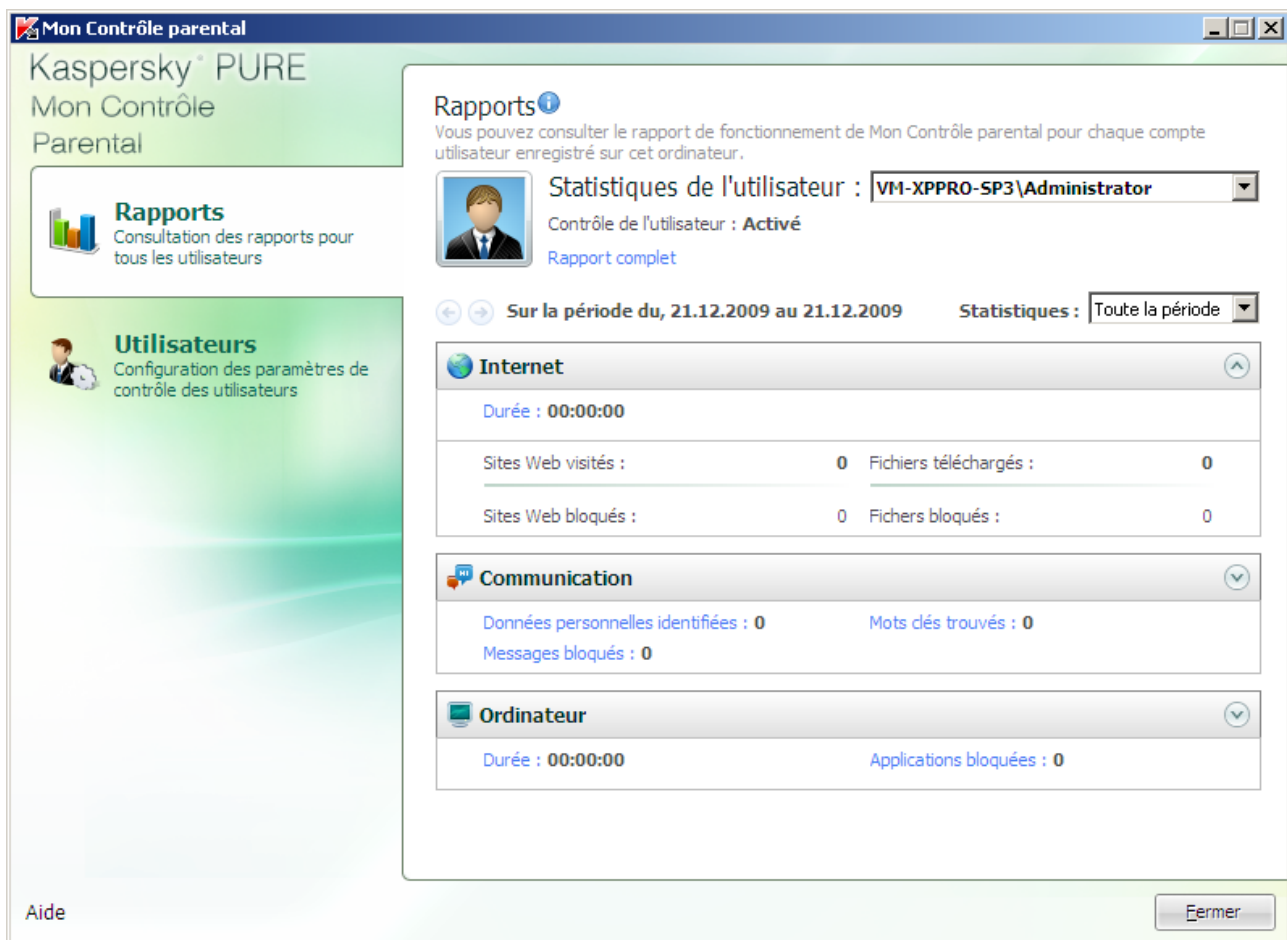 Mon Contrôle parental
Kaspersky PURE
Mon Contrôle
Parental
Rapports
Consultation des rapports pour
tous les utilisateurs
Utilisateurs
Configuration des paramètres de
contrôle des utilisateurs
Aide
Rapports
Vous pouvez consulter le rapport de fonctionnement de Mon Contrôle parental pour chaque compte
utilisateur enregistré sur cet ordinateur.
Statistiques de l'utilisateur : VM-XPPRO-SP3\Administrator
Contrôle de l'utilisateur : Activé
Rapport complet
Sur la période du, 21.12.2009 au 21.12.2009 Statistiques : Toute la période
Internet
Durée : 00:00:00
Sites Web visités : 0 Fichiers téléchargés : 0
Sites Web bloqués : 0 Fichers bloqués : 0
HI
Communication
Données personnelles identifiées : 0 Mots clés trouvés : 0
Messages bloqués : 0
Ordinateur
Durée : 00:00:00 Applications bloquées : 0
Fermer